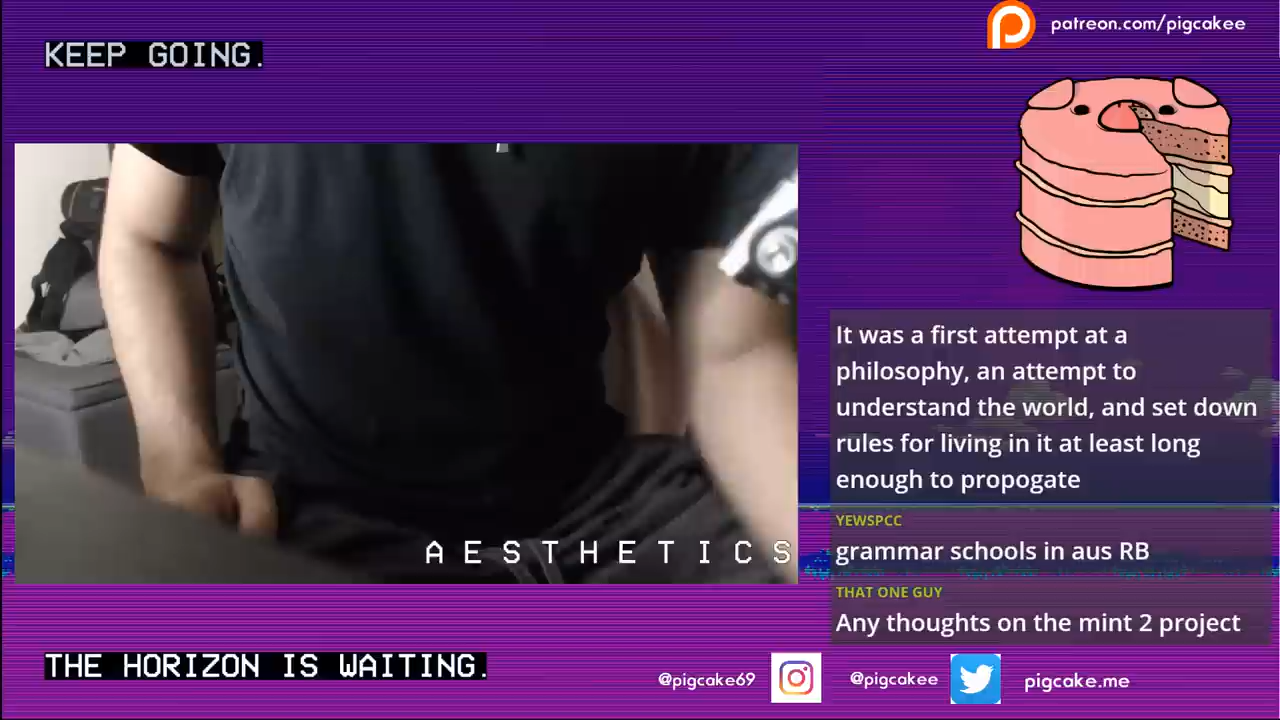 KEEP GOING.
patreon.com/pigcakee
It was a first attempt at a
philosophy, an attempt to
understand the world, and set down
rules for living in it at least long
enough to propogate
YEWSPCC
grammar schools in aus RB
THAT ONE GUY
Any thoughts on the mint 2 project
AESTHETICS
THE HORIZON IS WAITING.
@pigcake69
@pigcakee
pigcake.me